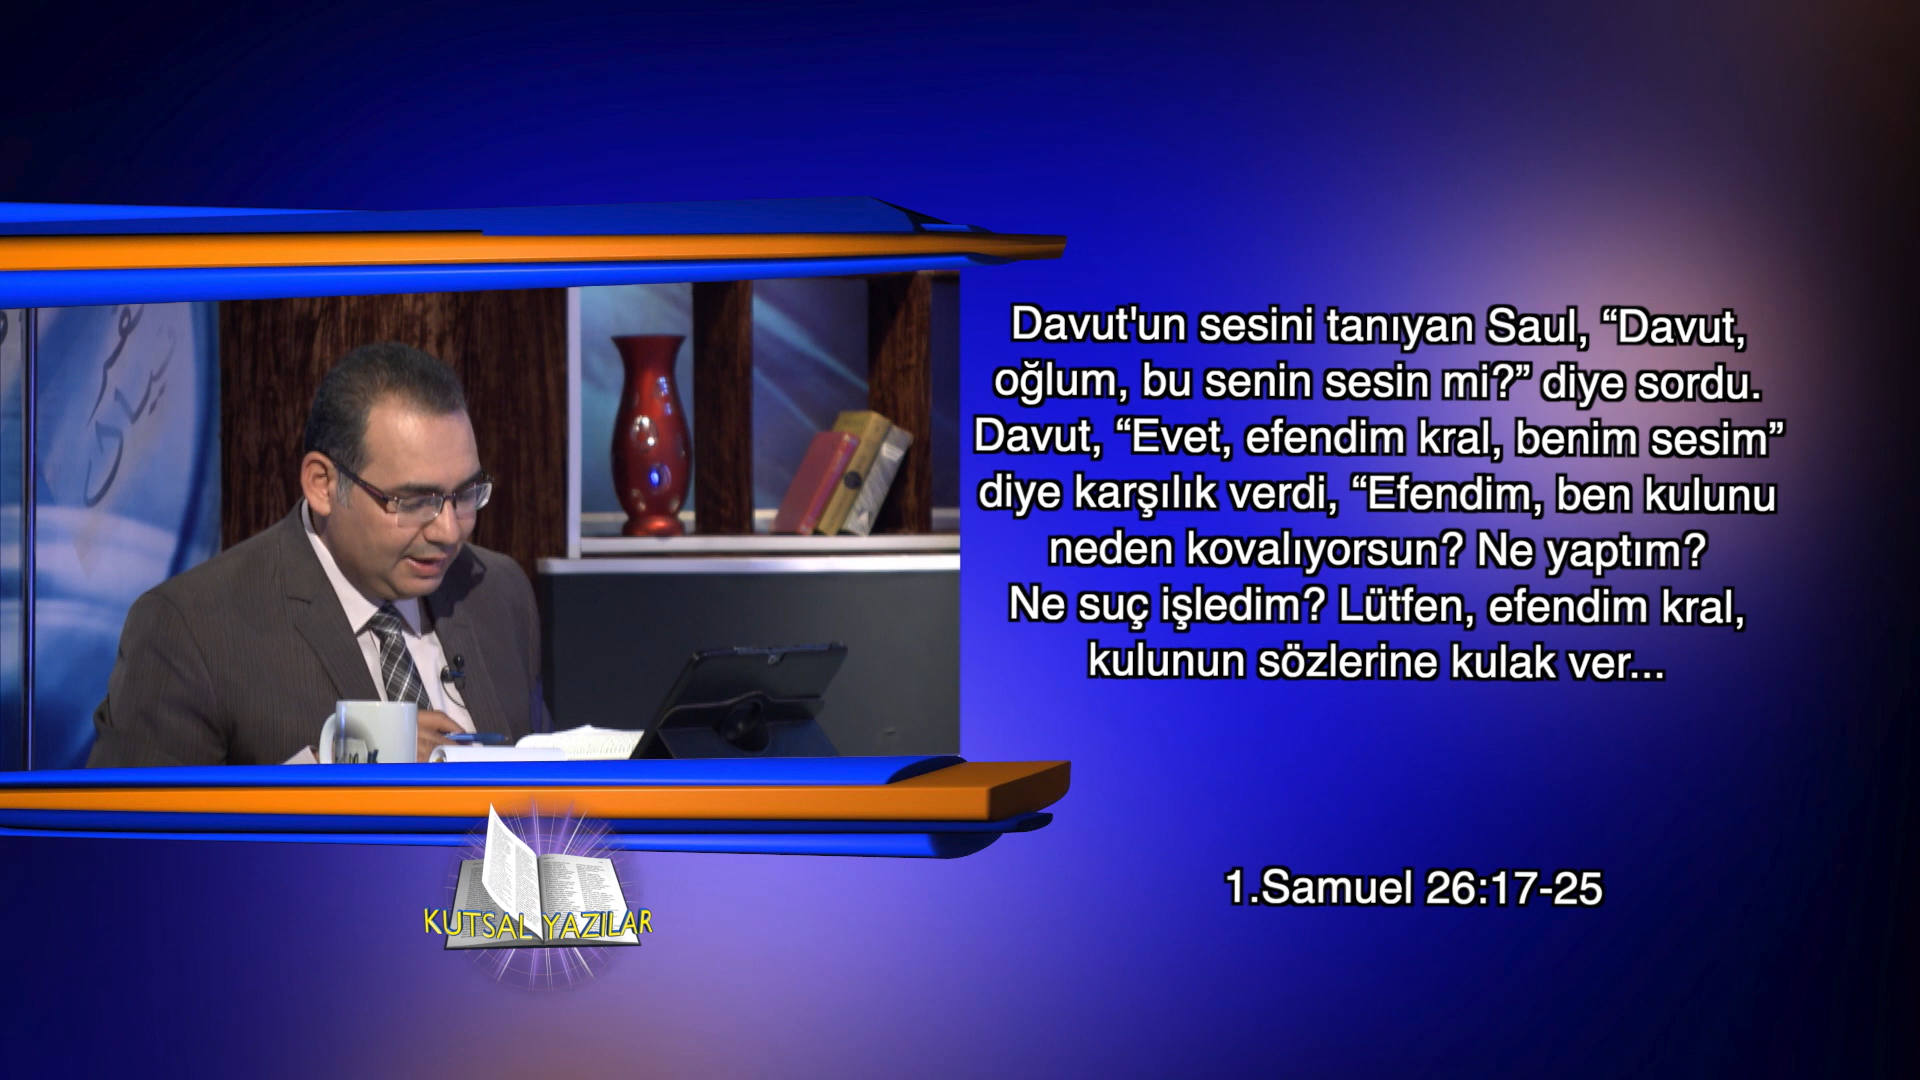 Davut'un sesini tanıyan Saul, “Davut,
oğlum, bu senin sesin mi?” diye sordu.
Davut, “Evet, efendim kral, benim sesim”
diye karşılık verdi, “Efendim, ben kulunu
neden kovalıyorsun? Ne yaptım?
Ne suç işledim? Lütfen, efendim kral,
kulunun sözlerine kulak ver...
1.Samuel 26:17-25
KUTSAL YAZILAR